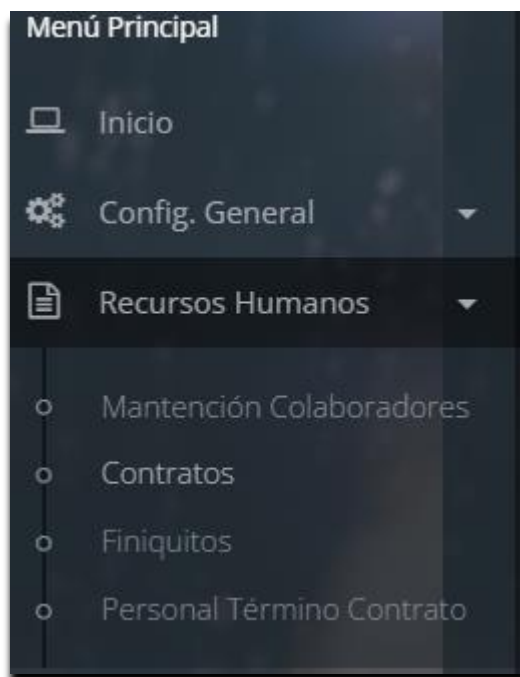 Menú Principal
Inicio
Config. General
Recursos Humanos
Mantención Colaboradores
Contratos
Finiquitos
Personal Término Contrato